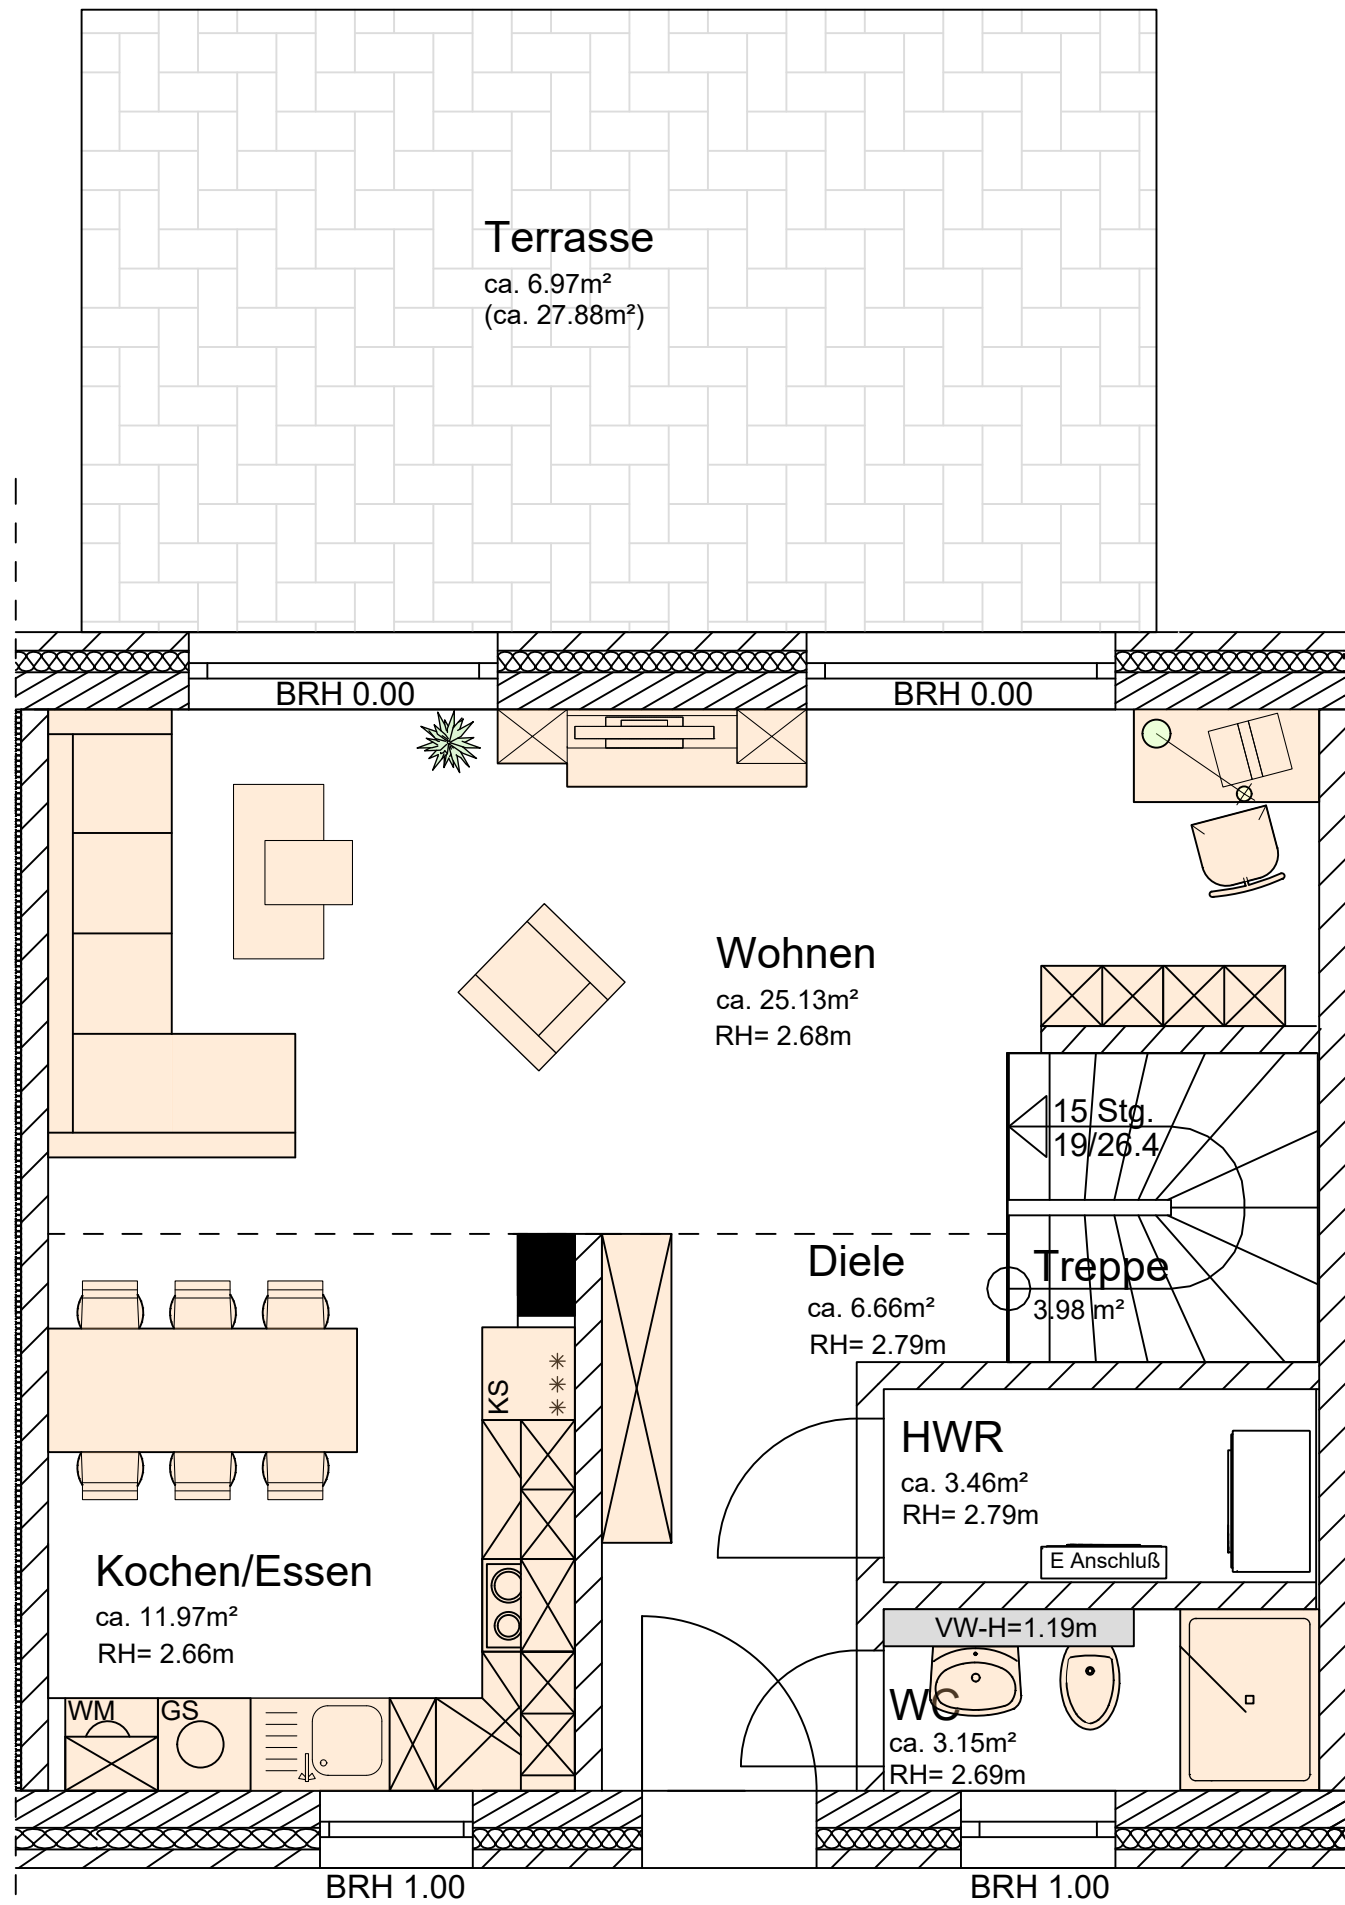 Terrasse
ca. 6.97m²
(ca. 27.88m²)
BRH 0.00
BRH 0.00
Wohnen
ca. 25.13m²
RH= 2.68m
15 Stg.
19/26.4
Diele
ca. 6.66m²
RH= 2.79m
Treppe
3.98 m²
KS
HWR
ca. 3.46m²
RH= 2.79m
E Anschluß
Kochen/Essen
ca. 11.97m²
RH= 2.66m
VW-H=1.19m
WM
GS
WC
ca. 3.15m²
RH= 2.69m
BRH 1.00
BRH 1.00